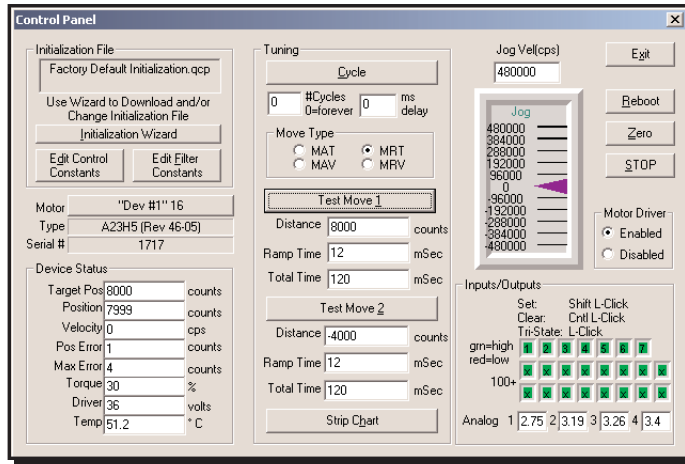 Control Panel
Initialization File
Factory Default Initialization.qcp
Use Wizard to Download and/or
Change Initialization File
Initialization Wizard
Edit Control Constants
Edit Filter Constants
Motor "Dev #1" 16
Type A23H5 (Rev 46-05)
Serial # 1717
Device Status
Target Pos 8000 counts
Position 7999 counts
Velocity 0 cps
Pos Error 1 counts
Max Error 4 counts
Torque 30 %
Driver 36 volts
Temp 51.2 ° C
Tuning
Cycle
0 #Cycles 0=forever 0 ms delay
Move Type
MAT MRT
MAV MRV
Test Move 1
Distance 8000 counts
Ramp Time 12 mSec
Total Time 120 mSec
Test Move 2
Distance -4000 counts
Ramp Time 12 mSec
Total Time 120 mSec
Strip Chart
Jog Vel(cps)
480000
Jog
480000
384000
288000
192000
96000
0
-96000
-192000
-288000
-384000
-480000
Exit
Reboot
Zero
STOP
Motor Driver
Enabled
Disabled
Inputs/Outputs
Set: Shift L-Click
Clear: Cntl L-Click
Tri-State: L-Click
grn=high 1 2 3 4 5 6 7
red=low x x x x x x x x
100+ x x x x x x x x
Analog 1 2.75 2 3.19 3 3.26 4 3.4